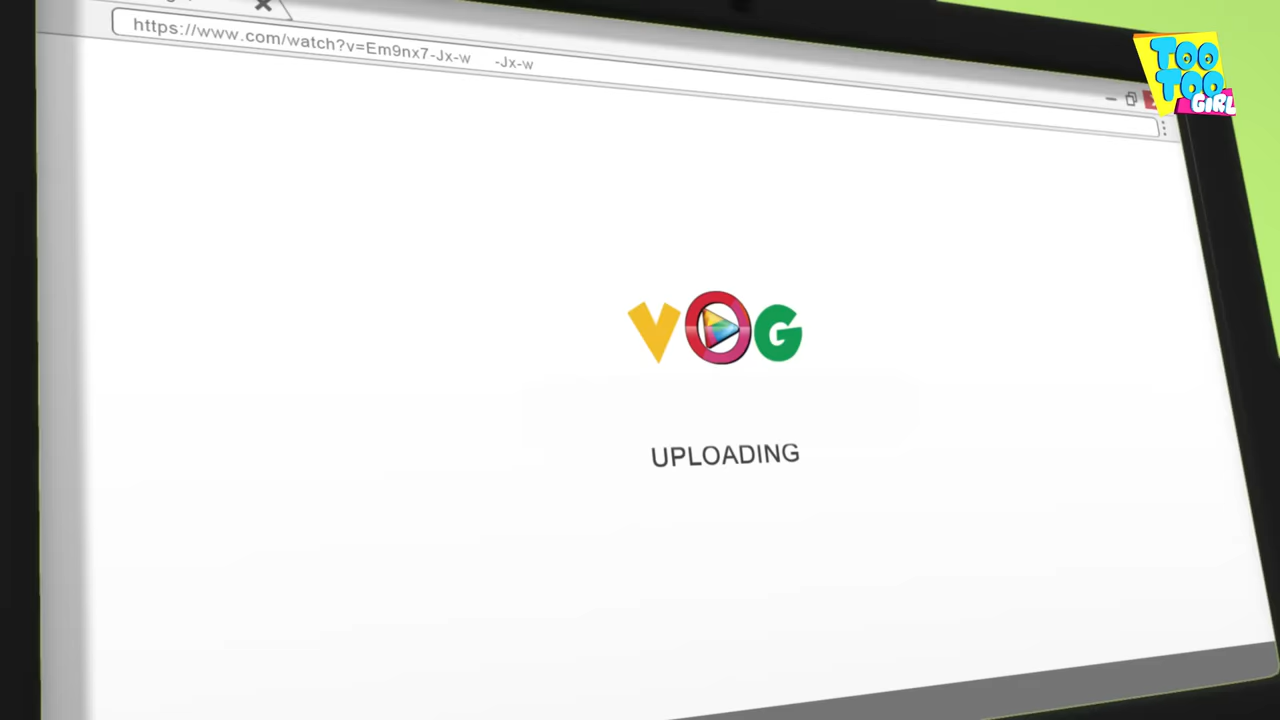 https://www.com/watch?v=Em9nx7-Jx-w -Jx-w
TOO
TOO
GIRL
VOG
UPLOADING